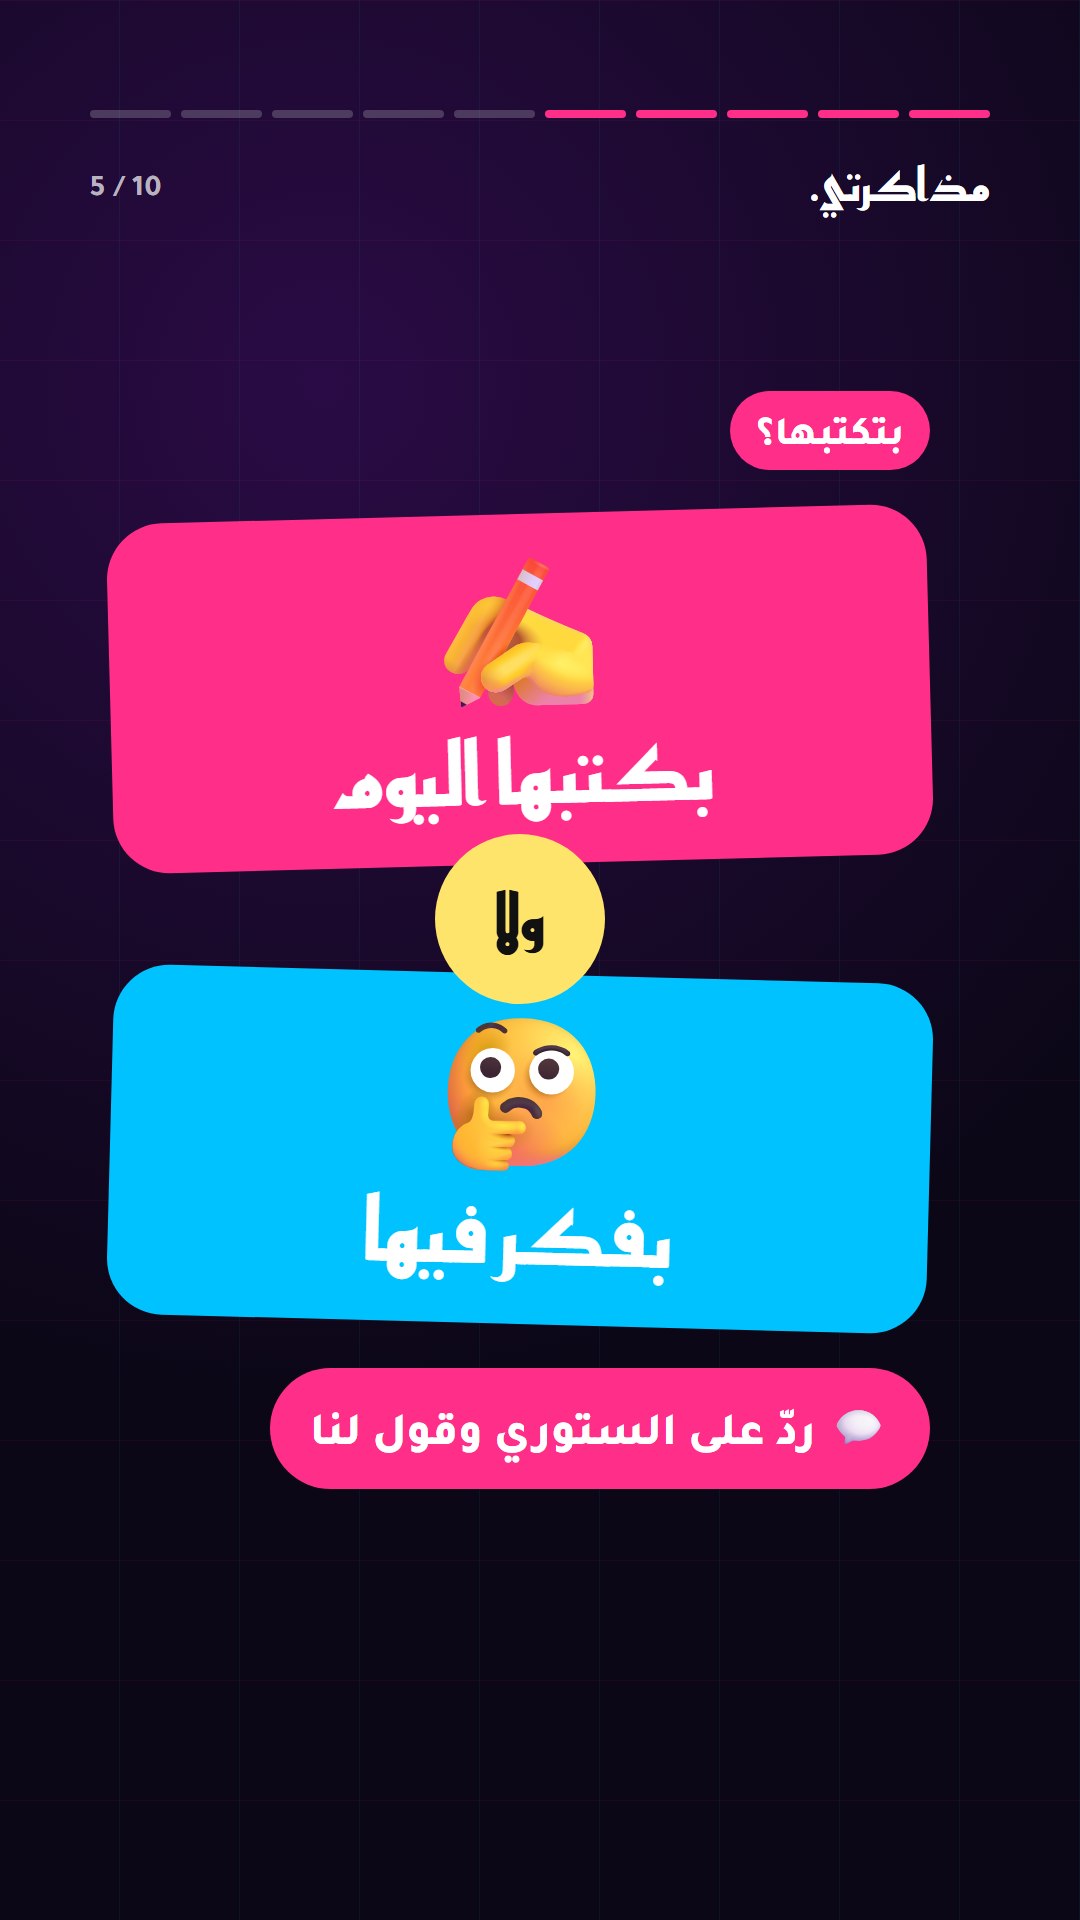 مذاكرتي.
5 / 10
بتكتبها؟
بكتبها اليوم
ولا
بفكر فيها
ردّ على الستوري وقول لنا